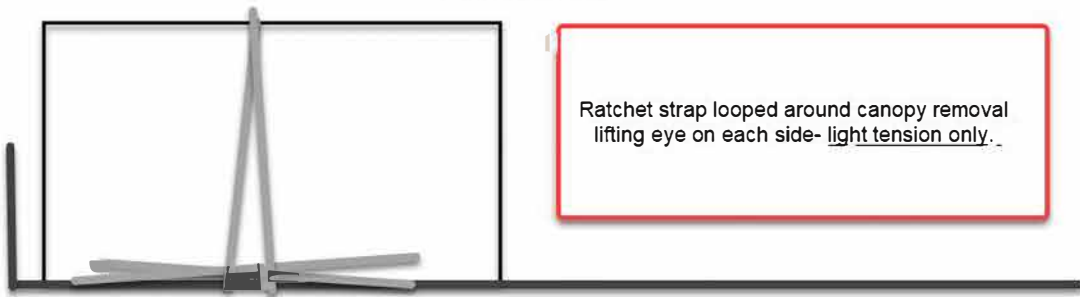 Ratchet strap looped around canopy removal
lifting eye on each side- light tension only.